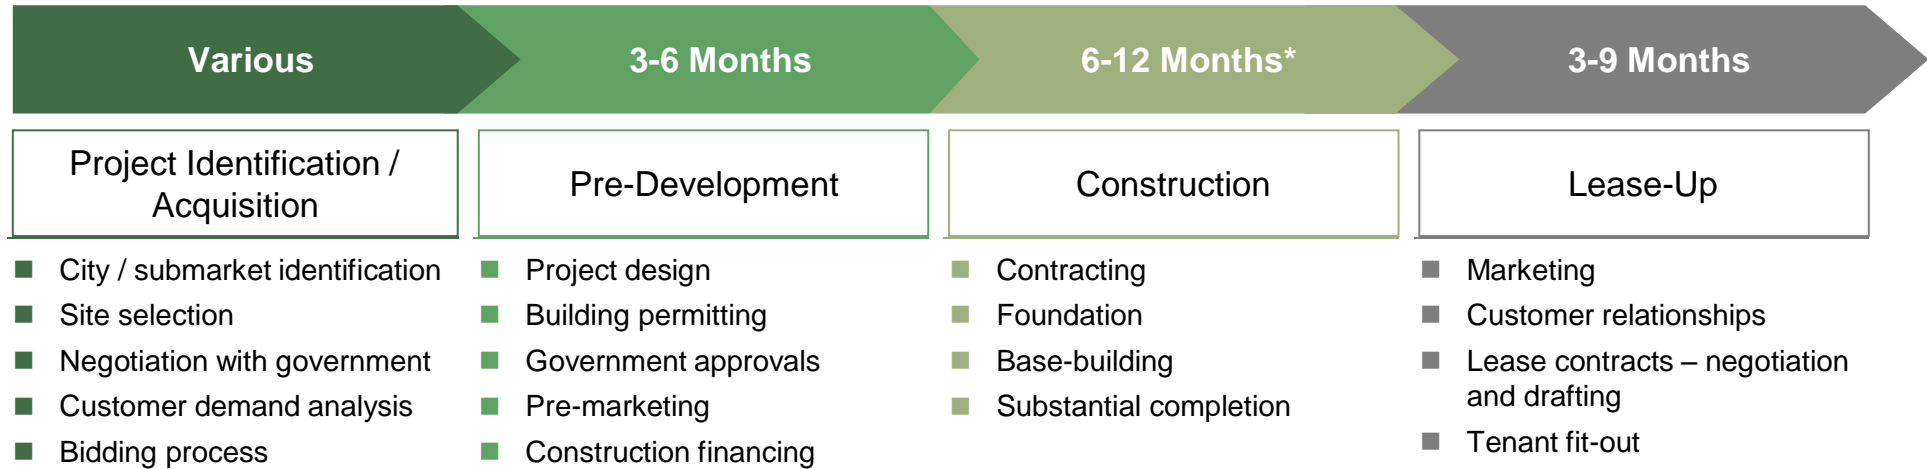 Various
3-6 Months
6-12 Months*
3-9 Months
Project Identification /
Acquisition
Pre-Development
Construction
Lease-Up
City / submarket identification
Site selection
Negotiation with government
Customer demand analysis
Bidding process
Project design
Building permitting
Government approvals
Pre-marketing
Construction financing
Contracting
Foundation
Base-building
Substantial completion
Marketing
Customer relationships
Lease contracts – negotiation
and drafting
Tenant fit-out